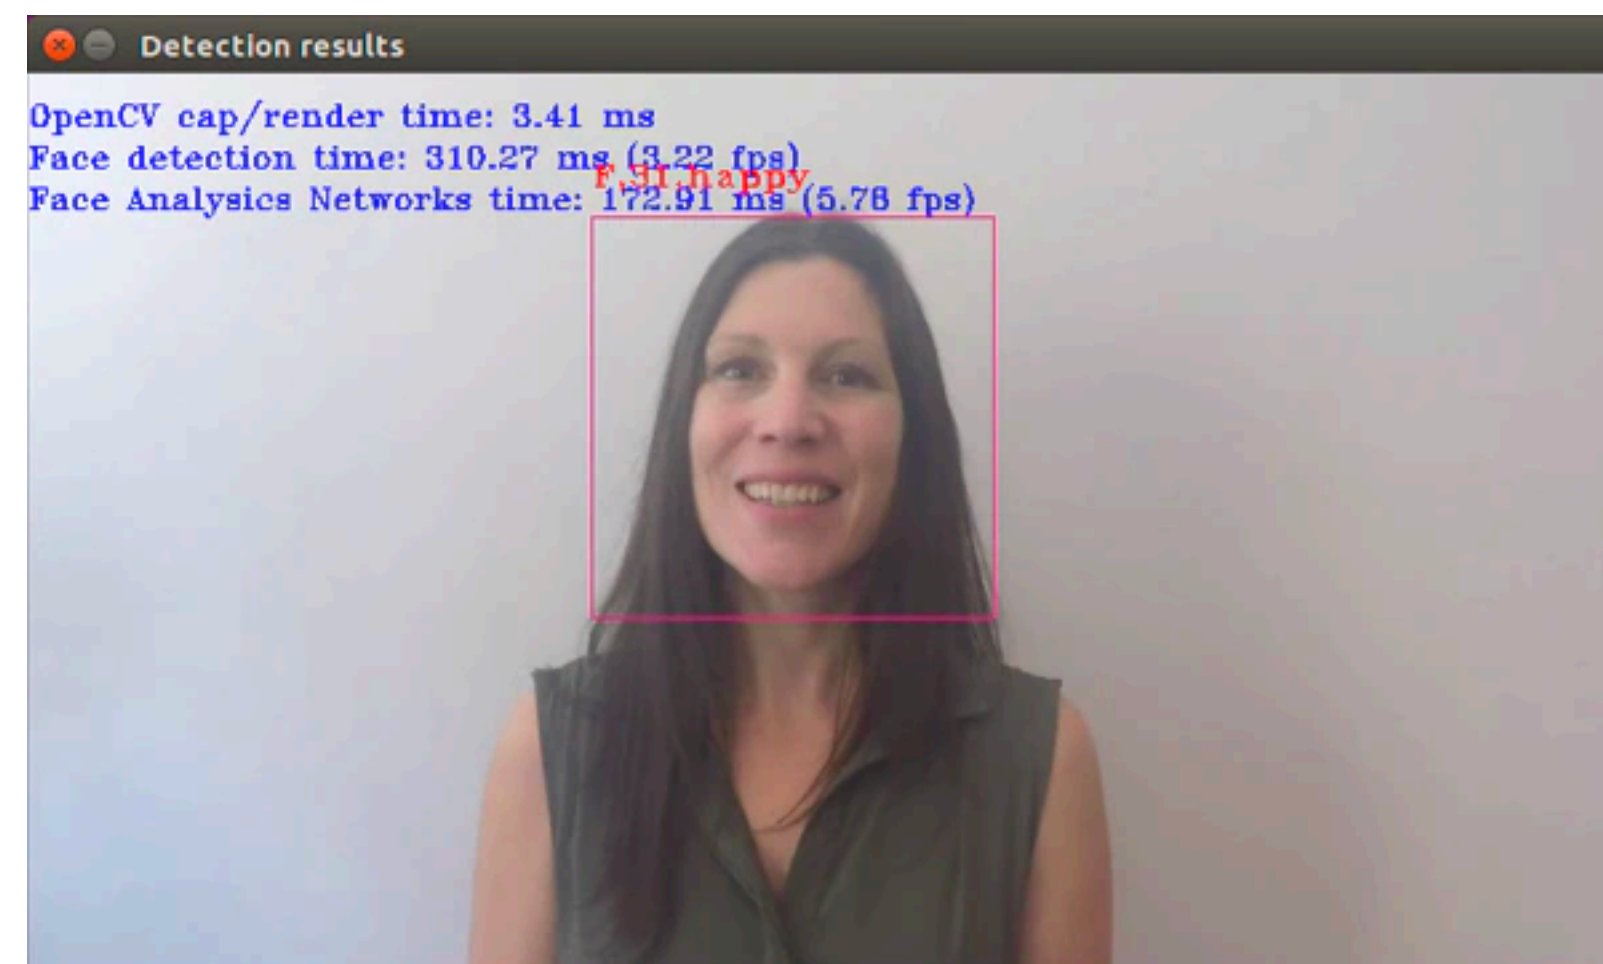 Detection results
OpenCV cap/render time: 3.41 ms
Face detection time: 310.27 ms (3.22 fps)
F,31,happy
Face Analysics Networks time: 172.91 ms (5.78 fps)